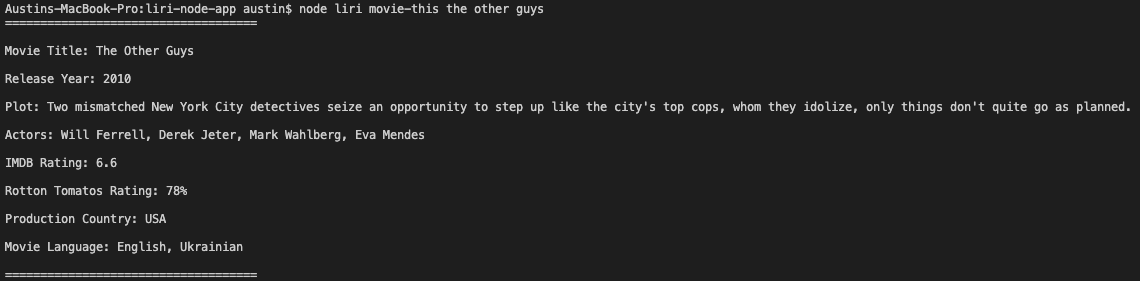 Austins-MacBook-Pro:liri-node-app austin$ node liri movie-this the other guys
====================================
Movie Title: The Other Guys
Release Year: 2010
Plot: Two mismatched New York City detectives seize an opportunity to step up like the city's top cops, whom they idolize, only things don't quite go as planned.
Actors: Will Ferrell, Derek Jeter, Mark Wahlberg, Eva Mendes
IMDB Rating: 6.6
Rotton Tomatos Rating: 78%
Production Country: USA
Movie Language: English, Ukrainian
====================================